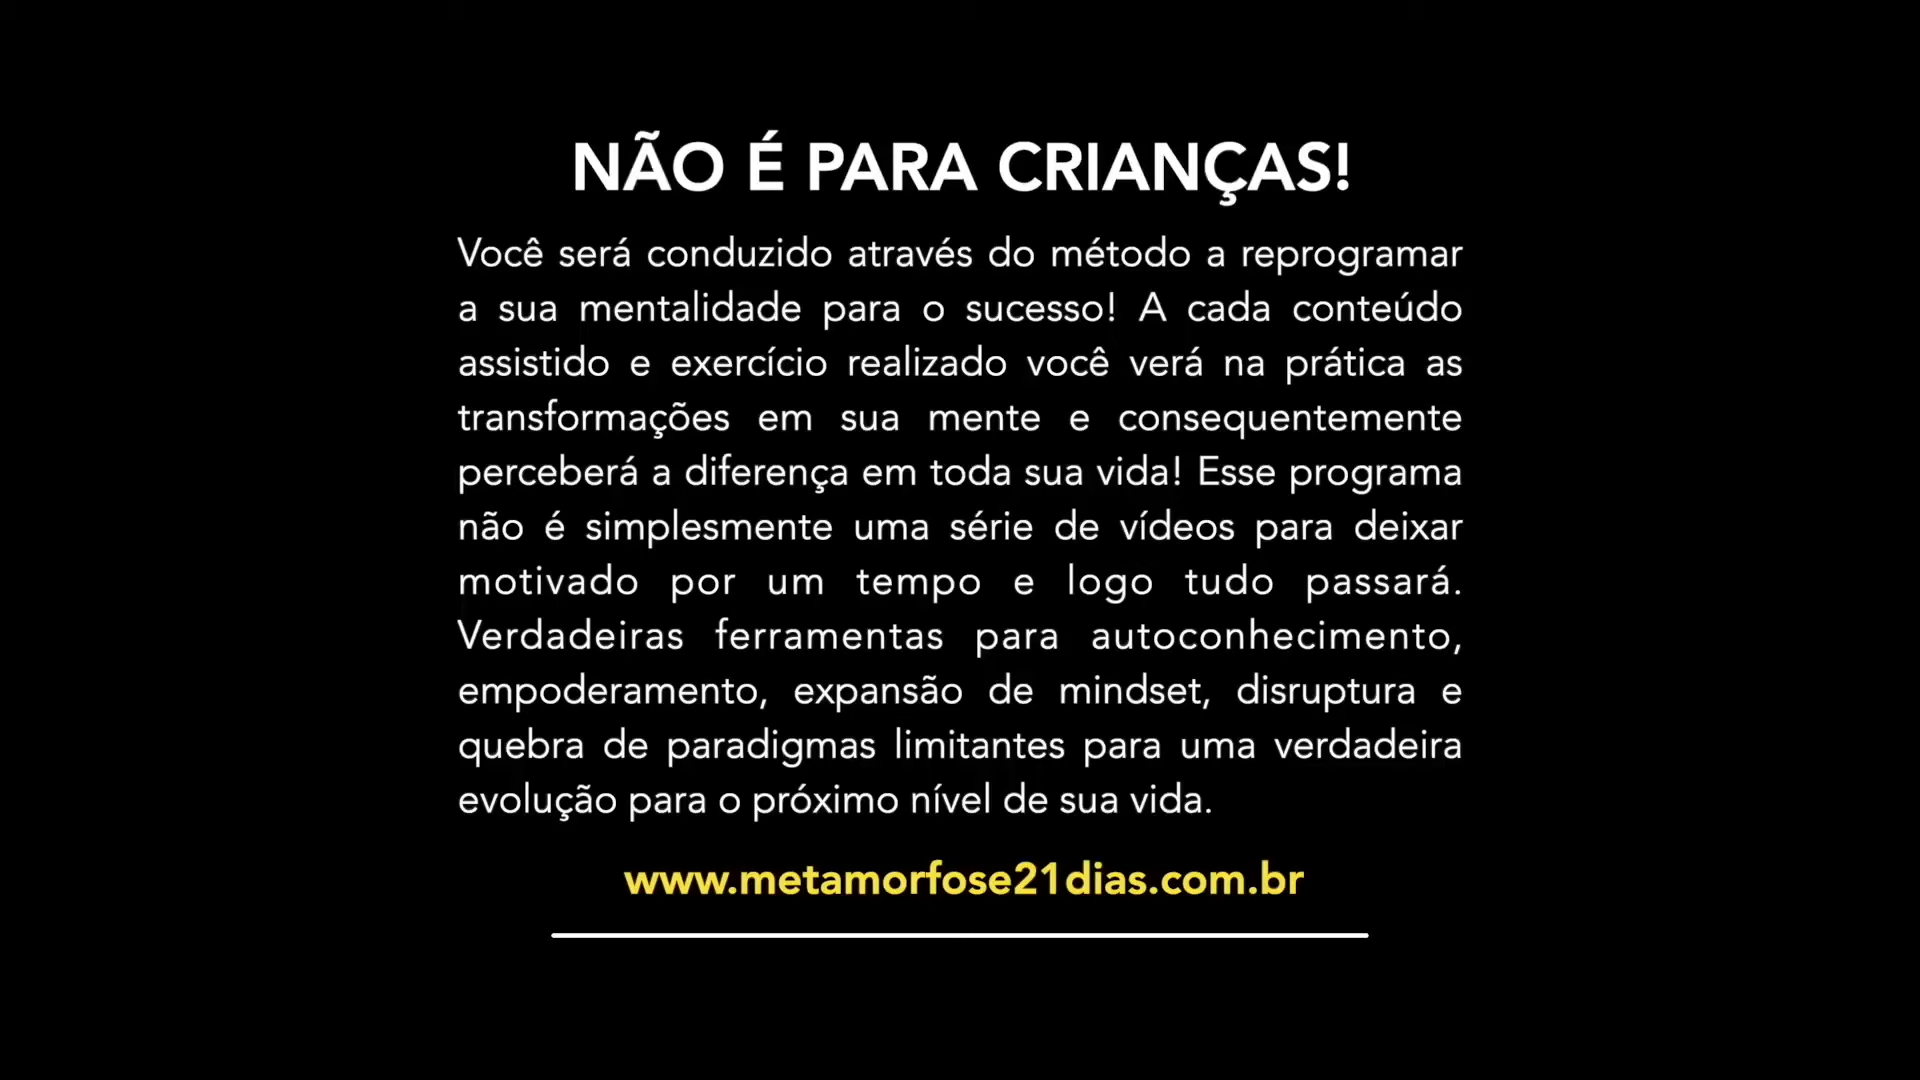 NÃO É PARA CRIANÇAS!
Você será conduzido através do método a reprogramar
a sua mentalidade para o sucesso! A cada conteúdo
assistido e exercício realizado você verá na prática as
transformações em sua mente e consequentemente
perceberá a diferença em toda sua vida! Esse programa
não é simplesmente uma série de vídeos para deixar
motivado por um tempo e logo tudo passará.
Verdadeiras ferramentas para autoconhecimento,
empoderamento, expansão de mindset, disruptura e
quebra de paradigmas limitantes para uma verdadeira
evolução para o próximo nível de sua vida.
www.metamorfose21dias.com.br